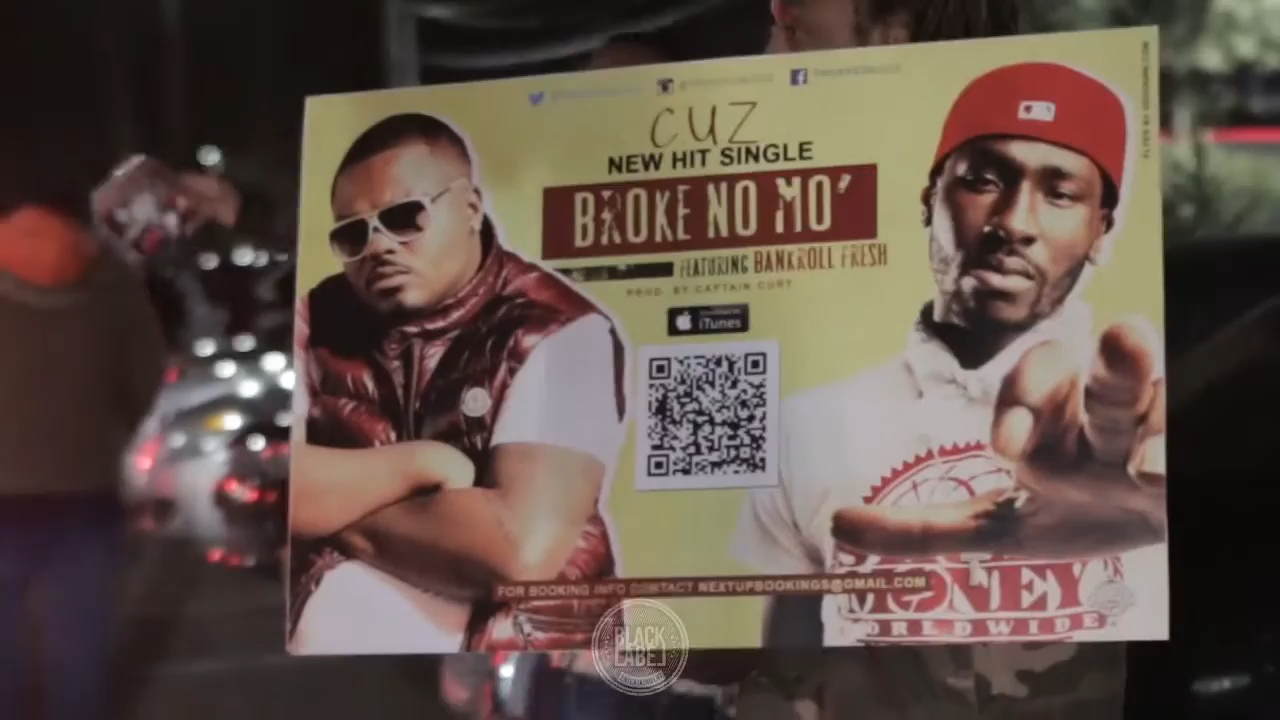 CUZ
NEW HIT SINGLE
BROKE NO MO'
FEATURING BANKROLL FRESH
PROD. BY CAPTAIN CURT
iTunes
MONEY
WORLDWIDE
FOR BOOKING INFO CONTACT NEXTUPBOOKINGS@GMAIL.COM
BLACK
LABEL